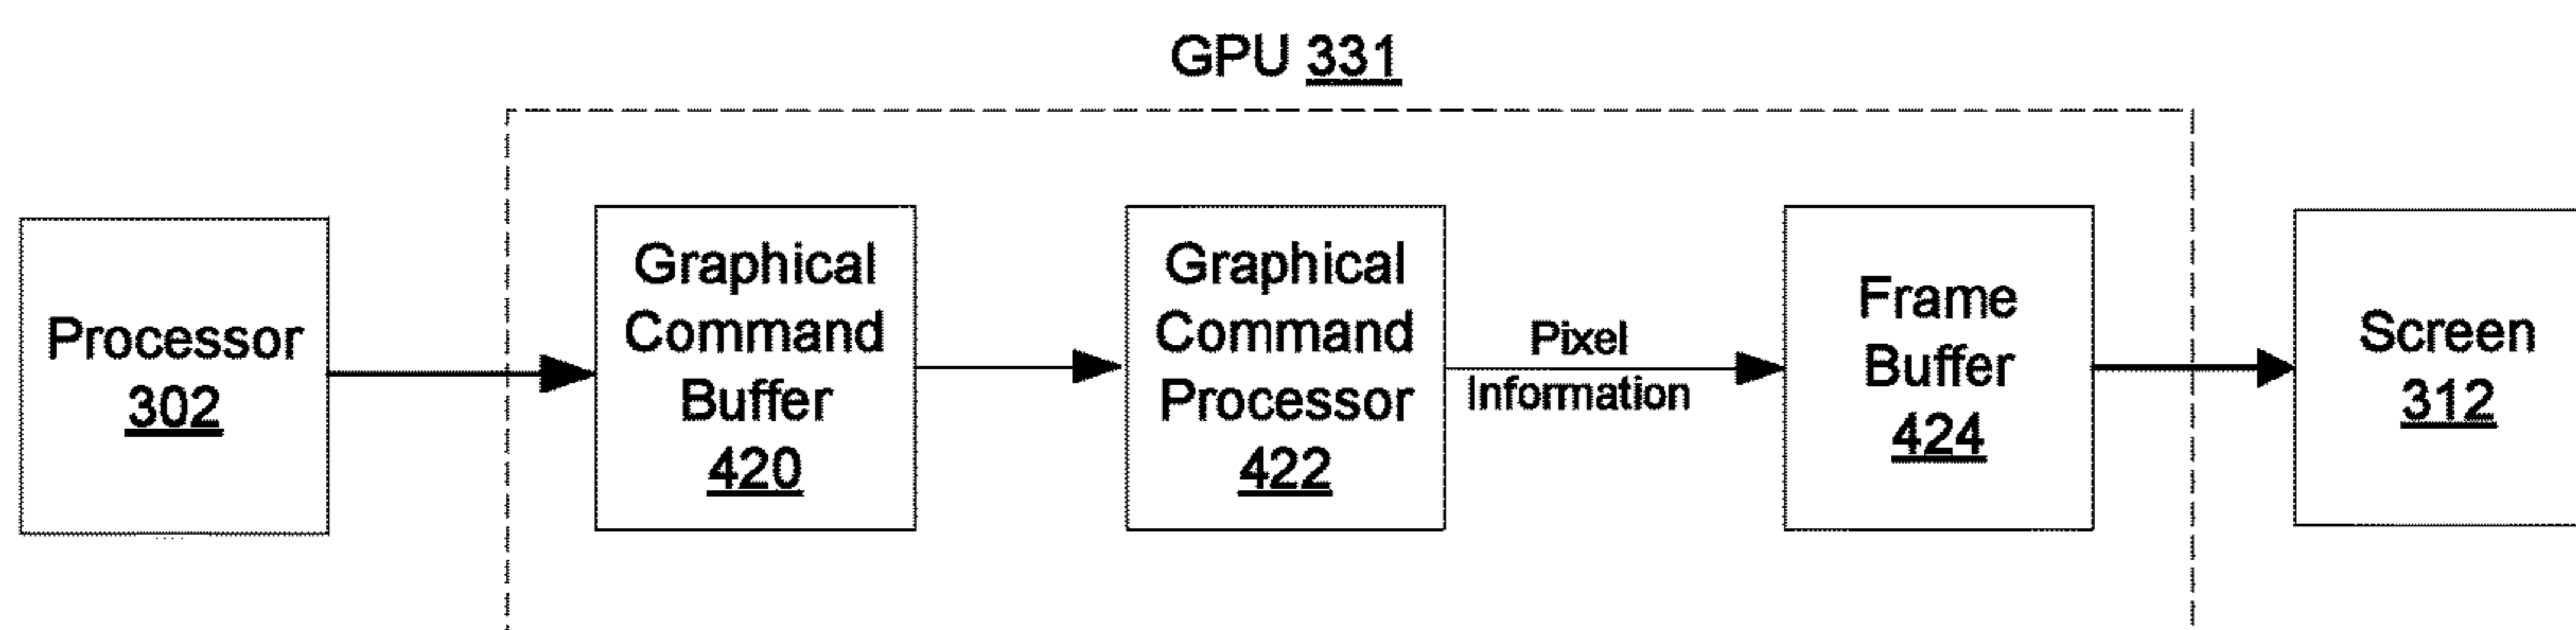 GPU 331
Processor
302
Graphical
Command
Buffer
420
Graphical
Command
Processor
422
Pixel
Information
Frame
Buffer
424
Screen
312